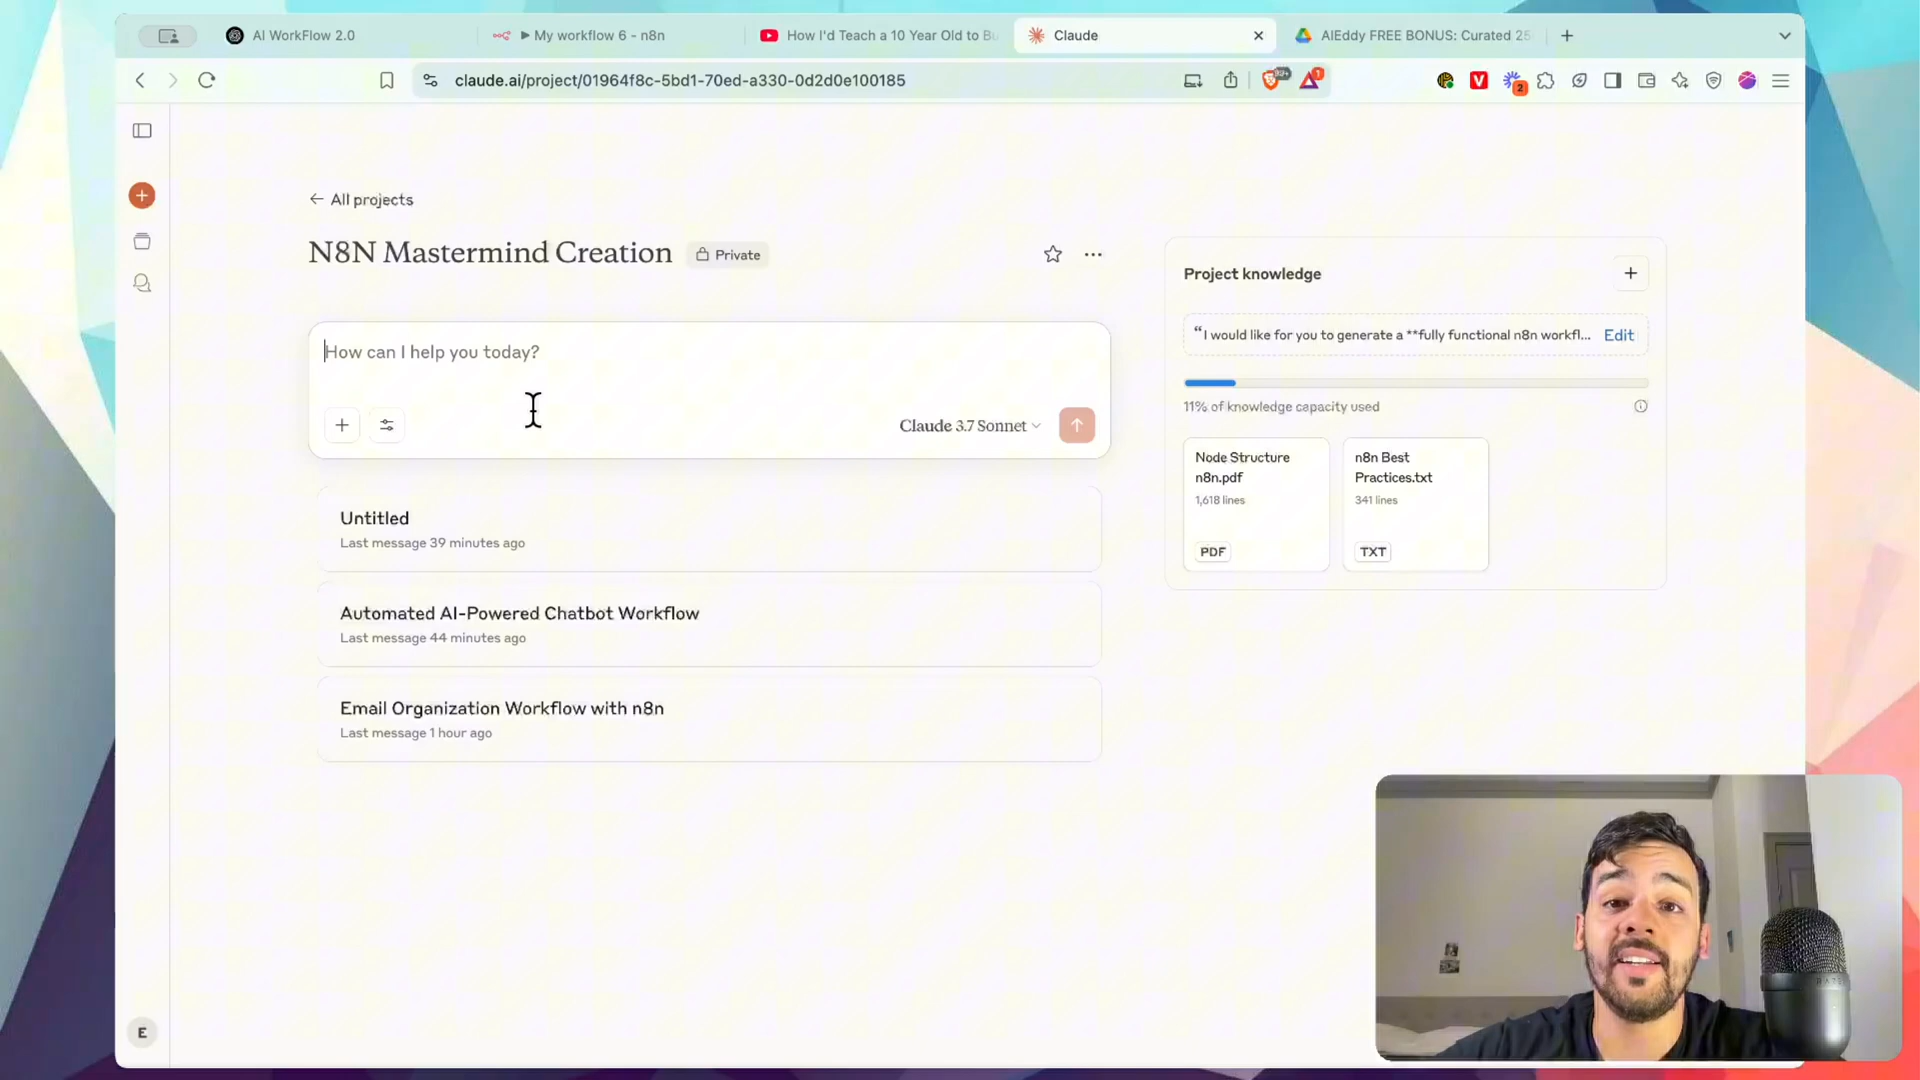 AI WorkFlow 2.0
My workflow 6 - n8n
How I'd Teach a 10 Year Old to Bu
Claude
AIEddy FREE BONUS: Curated 25
claude.ai/project/01964f8c-5bd1-70ed-a330-0d2d0e100185
99+
1
2
All projects
N8N Mastermind Creation
Private
How can I help you today?
Claude 3.7 Sonnet
Untitled
Last message 39 minutes ago
Automated AI-Powered Chatbot Workflow
Last message 44 minutes ago
Email Organization Workflow with n8n
Last message 1 hour ago
Project knowledge
“I would like for you to generate a **fully functional n8n workfl...
Edit
11% of knowledge capacity used
Node Structure
n8n.pdf
1,618 lines
PDF
n8n Best
Practices.txt
341 lines
TXT
E